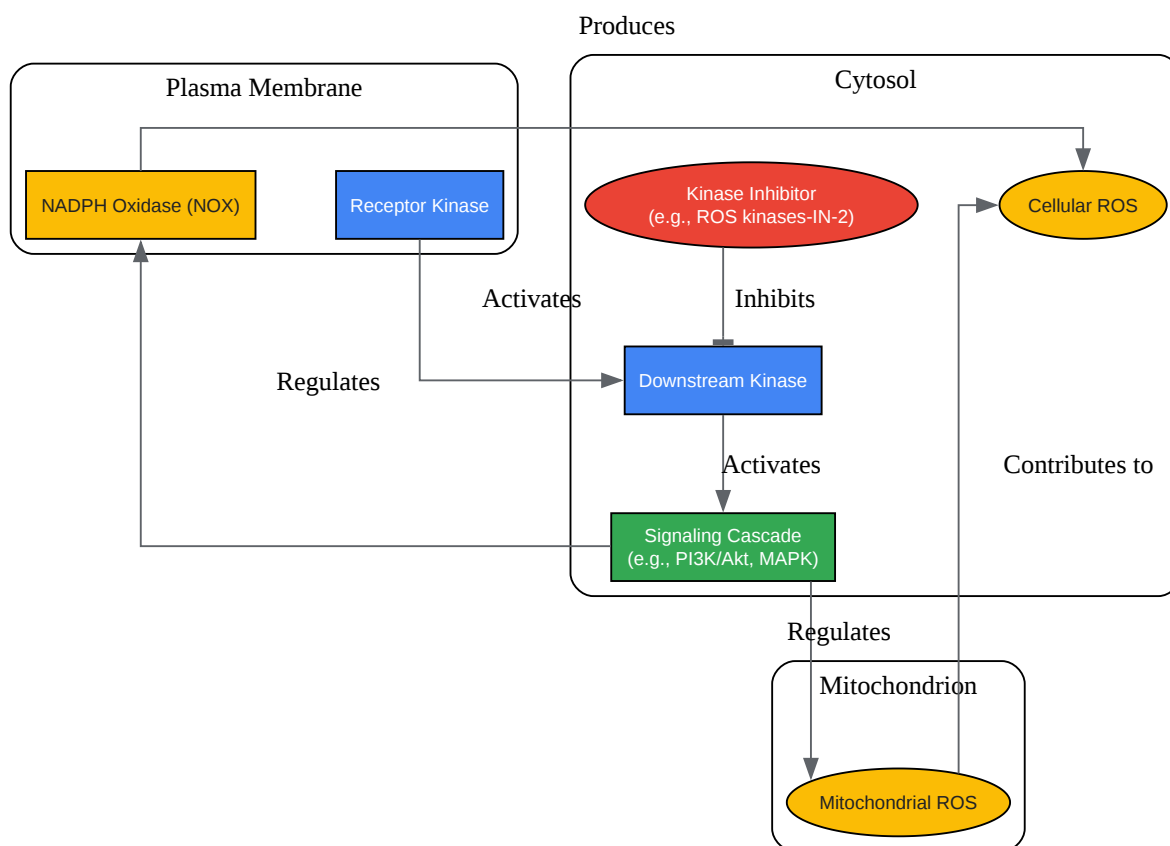 Produces
Plasma Membrane
Cytosol
NADPH Oxidase (NOX)
Receptor Kinase
Kinase Inhibitor
(e.g., ROS kinases-IN-2)
Cellular ROS
Activates
Inhibits
Regulates
Downstream Kinase
Activates
Contributes to
Signaling Cascade
(e.g., PI3K/Akt, MAPK)
Regulates
Mitochondrion
Mitochondrial ROS